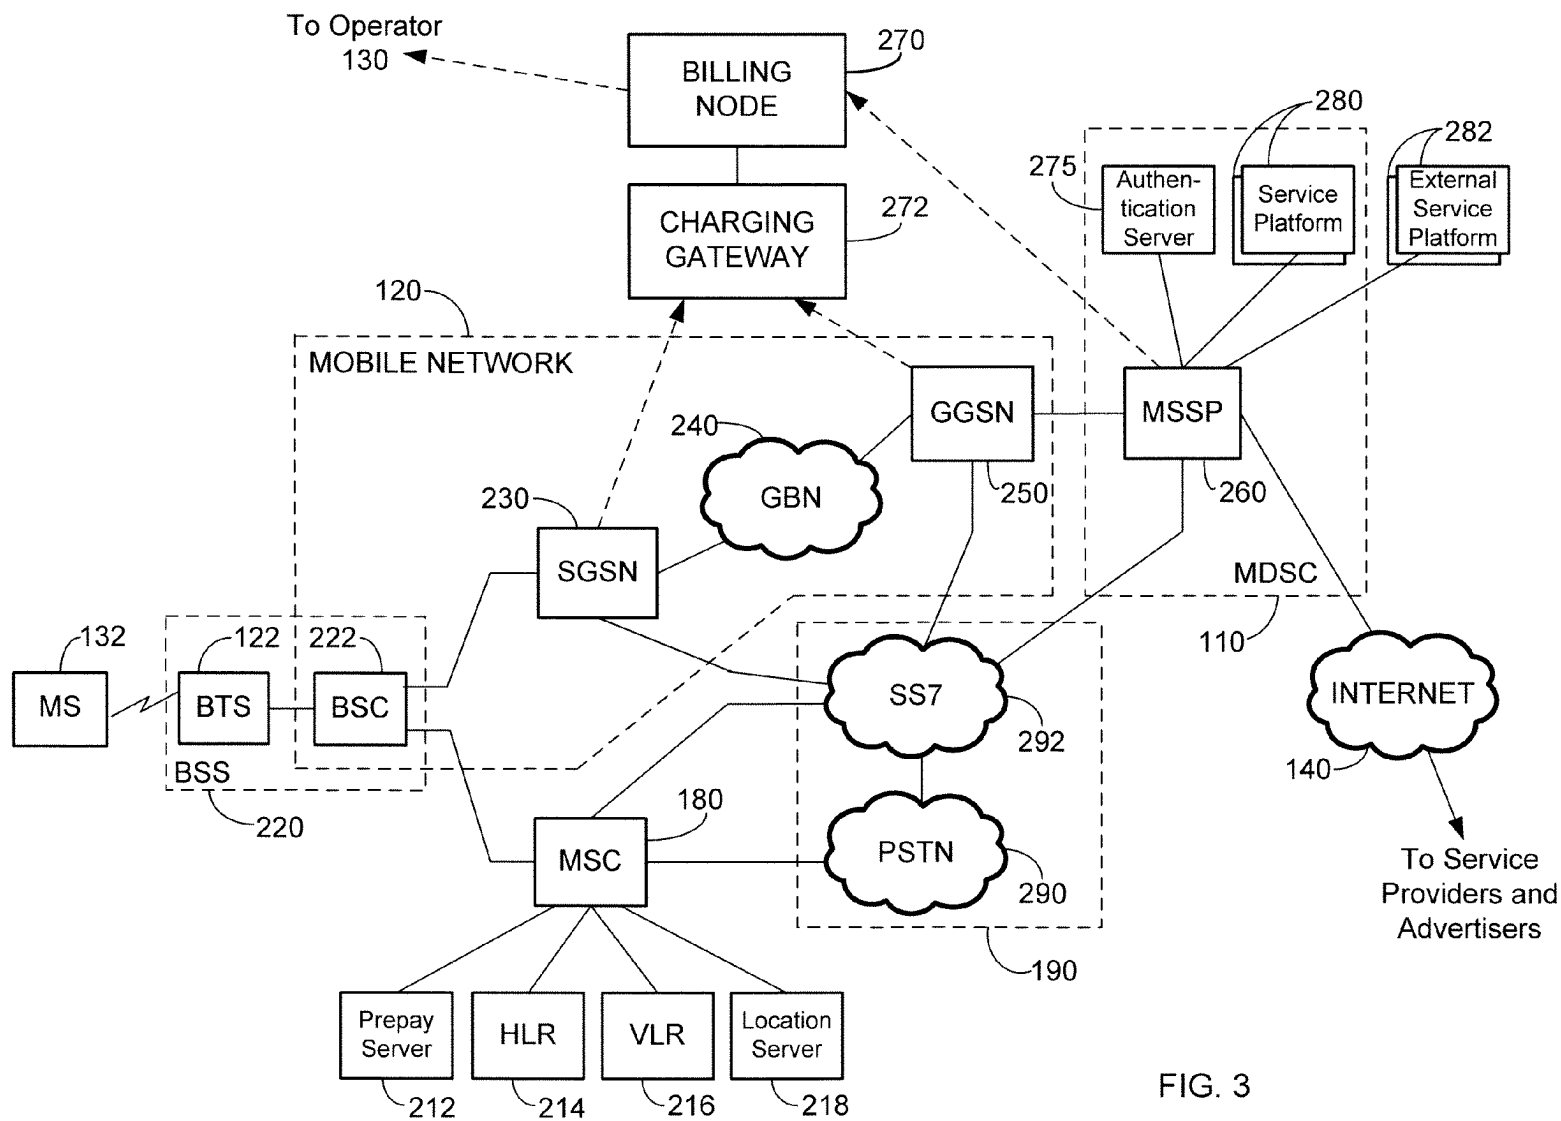 To Operator
130
BILLING
NODE
270
CHARGING
GATEWAY
272
280
282
275
Authen-
tication
Server
Service
Platform
External
Service
Platform
120
MOBILE NETWORK
GGSN
250
MSSP
260
240
GBN
230
SGSN
MDSC
110
132
MS
122
BTS
222
BSC
BSS
220
SS7
292
INTERNET
140
180
MSC
PSTN
290
190
To Service
Providers and
Advertisers
Prepay
Server
212
HLR
214
VLR
216
Location
Server
218
FIG. 3